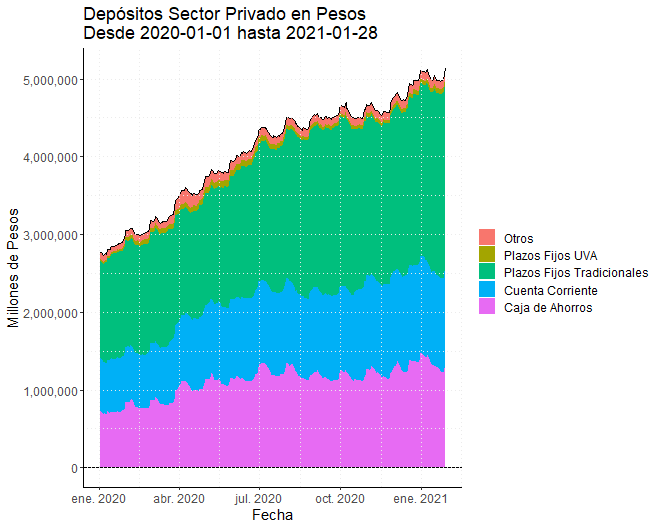 Depósitos Sector Privado en Pesos
Desde 2020-01-01 hasta 2021-01-28
Millones de Pesos
5,000,000
4,000,000
3,000,000
2,000,000
1,000,000
0
ene. 2020
abr. 2020
jul. 2020
oct. 2020
ene. 2021
Fecha
Otros
Plazos Fijos UVA
Plazos Fijos Tradicionales
Cuenta Corriente
Caja de Ahorros